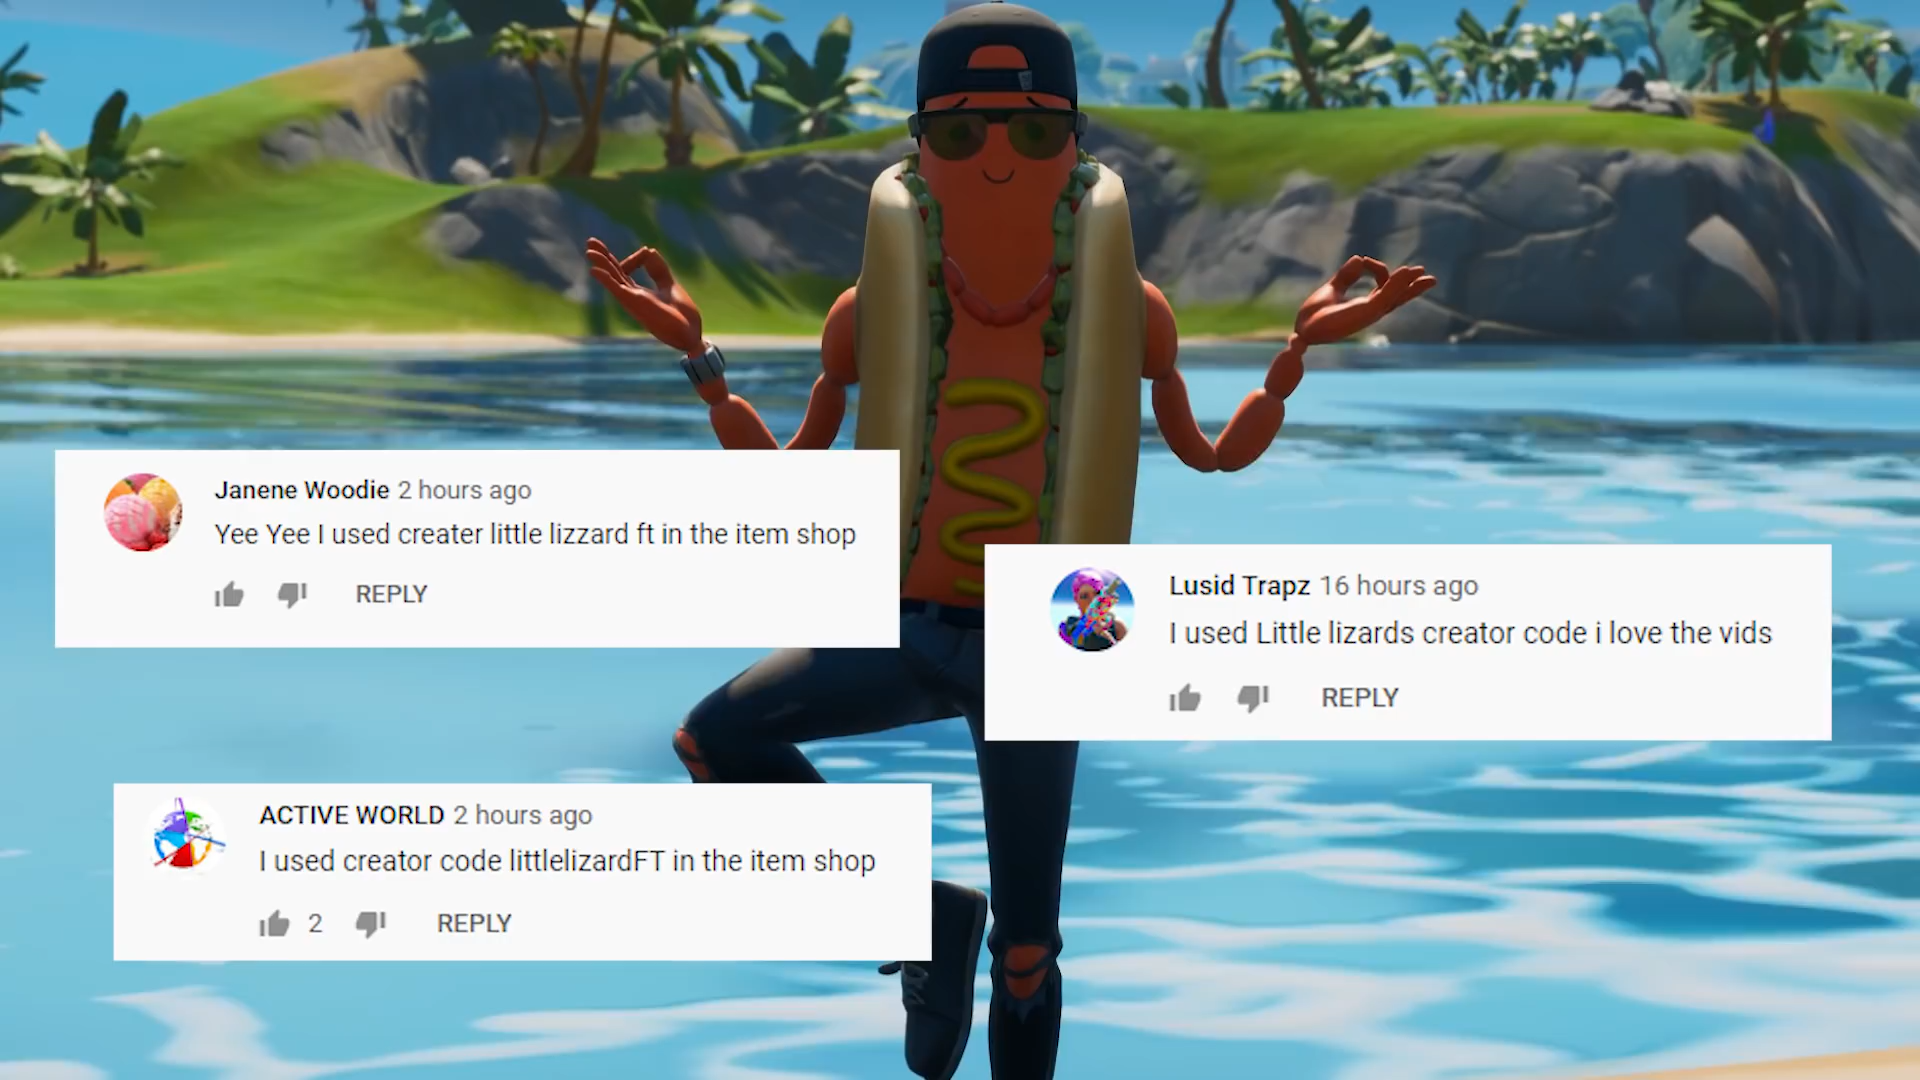 Janene Woodie 2 hours ago
Yee Yee I used creater little lizzard ft in the item shop
REPLY
Lusid Trapz 16 hours ago
I used Little lizards creator code i love the vids
REPLY
ACTIVE WORLD 2 hours ago
I used creator code littlelizardFT in the item shop
2 REPLY